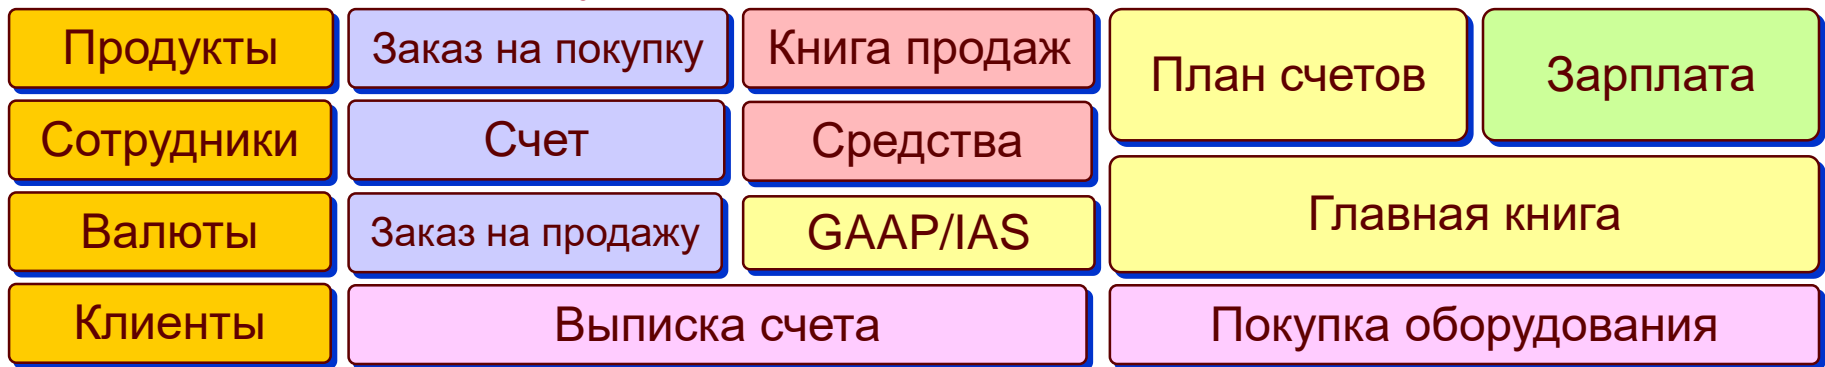 Продукты
Заказ на покупку
Книга продаж
План счетов
Зарплата
Сотрудники
Счет
Средства
Главная книга
Валюты
Заказ на продажу
GAAP/IAS
Клиенты
Выписка счета
Покупка оборудования